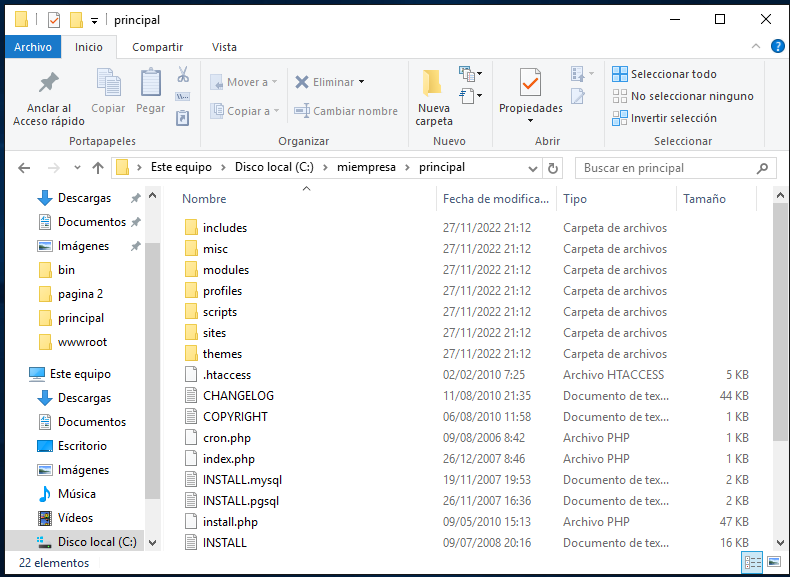 principal
Archivo Inicio Compartir Vista
Anclar al
Acceso rápido
Copiar
Pegar
Portapapeles
Mover a
Copiar a
Eliminar
Cambiar nombre
Organizar
Nueva
carpeta
Nuevo
Propiedades
Abrir
Seleccionar todo
No seleccionar ninguno
Invertir selección
Seleccionar
Este equipo > Disco local (C:) > miempresa > principal
Buscar en principal
Descargas
Documentos
Imágenes
bin
pagina 2
principal
wwwroot
Este equipo
Descargas
Documentos
Escritorio
Imágenes
Música
Vídeos
Disco local (C:)
Nombre Fecha de modifica... Tipo Tamaño
includes 27/11/2022 21:12 Carpeta de archivos
misc 27/11/2022 21:12 Carpeta de archivos
modules 27/11/2022 21:12 Carpeta de archivos
profiles 27/11/2022 21:12 Carpeta de archivos
scripts 27/11/2022 21:12 Carpeta de archivos
sites 27/11/2022 21:12 Carpeta de archivos
themes 27/11/2022 21:12 Carpeta de archivos
.htaccess 02/02/2010 7:25 Archivo HTACCESS 5 KB
CHANGELOG 11/08/2010 21:35 Documento de tex... 44 KB
COPYRIGHT 06/08/2010 11:58 Documento de tex... 1 KB
cron.php 09/08/2006 8:42 Archivo PHP 1 KB
index.php 26/12/2007 8:46 Archivo PHP 1 KB
INSTALL.mysql 19/11/2007 19:53 Documento de tex... 2 KB
INSTALL.pgsql 26/11/2007 16:36 Documento de tex... 2 KB
install.php 09/05/2010 15:13 Archivo PHP 47 KB
INSTALL 09/07/2008 20:16 Documento de tex... 16 KB
22 elementos